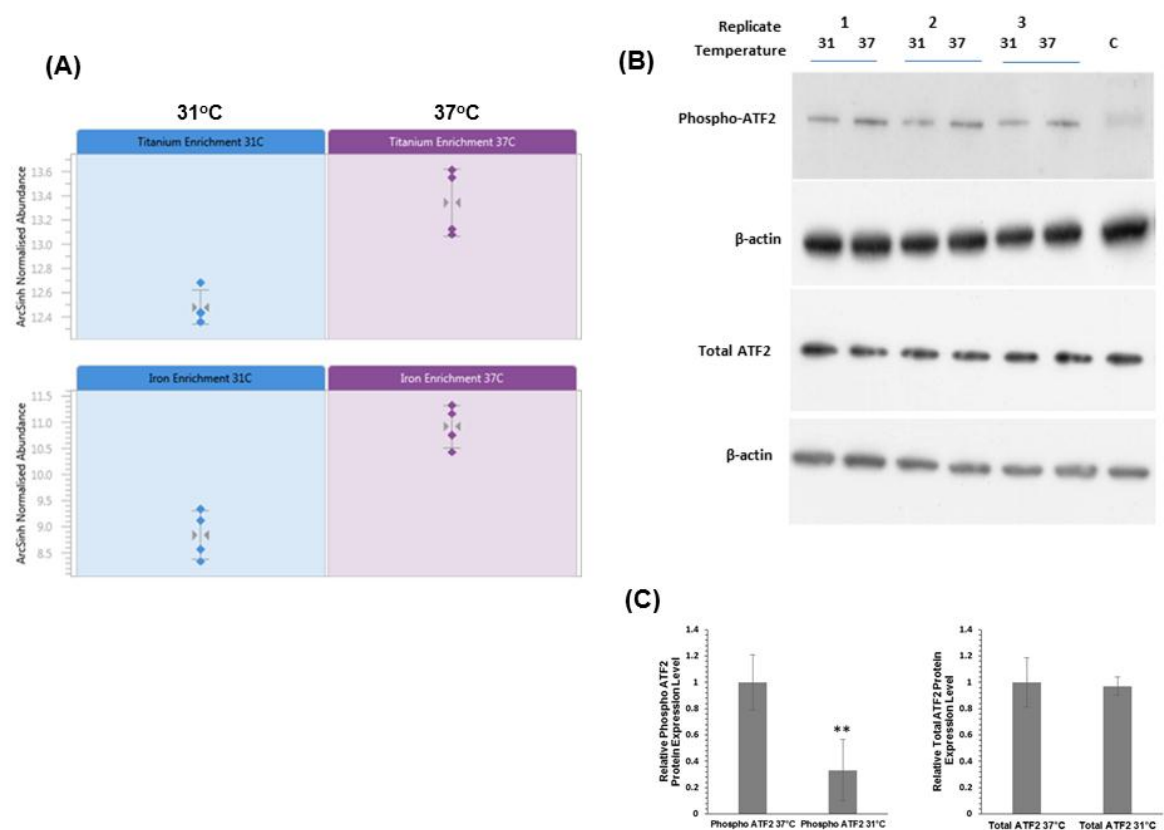 (A)
31°C
37°C
Titanium Enrichment 31C
Titanium Enrichment 37C
ArcSinh Normalised Abundance
13.6
13.4
13.2
13.0
12.8
12.6
12.4
Iron Enrichment 31C
Iron Enrichment 37C
ArcSinh Normalised Abundance
11.5
11.0
10.5
10.0
9.5
9.0
8.5
(B)
Replicate 1 2 3
Temperature 31 37 31 37 31 37 C
Phospho-ATF2
β-actin
Total ATF2
β-actin
(C)
Relative Phospho ATF2
Protein Expression Level
1.4
1.2
1
0.8
0.6
0.4
0.2
0
**
Phospho ATF2 37°C Phospho ATF2 31°C
Relative Total ATF2 Protein
Expression Level
1.4
1.2
1
0.8
0.6
0.4
0.2
0
Total ATF2 37°C Total ATF2 31°C